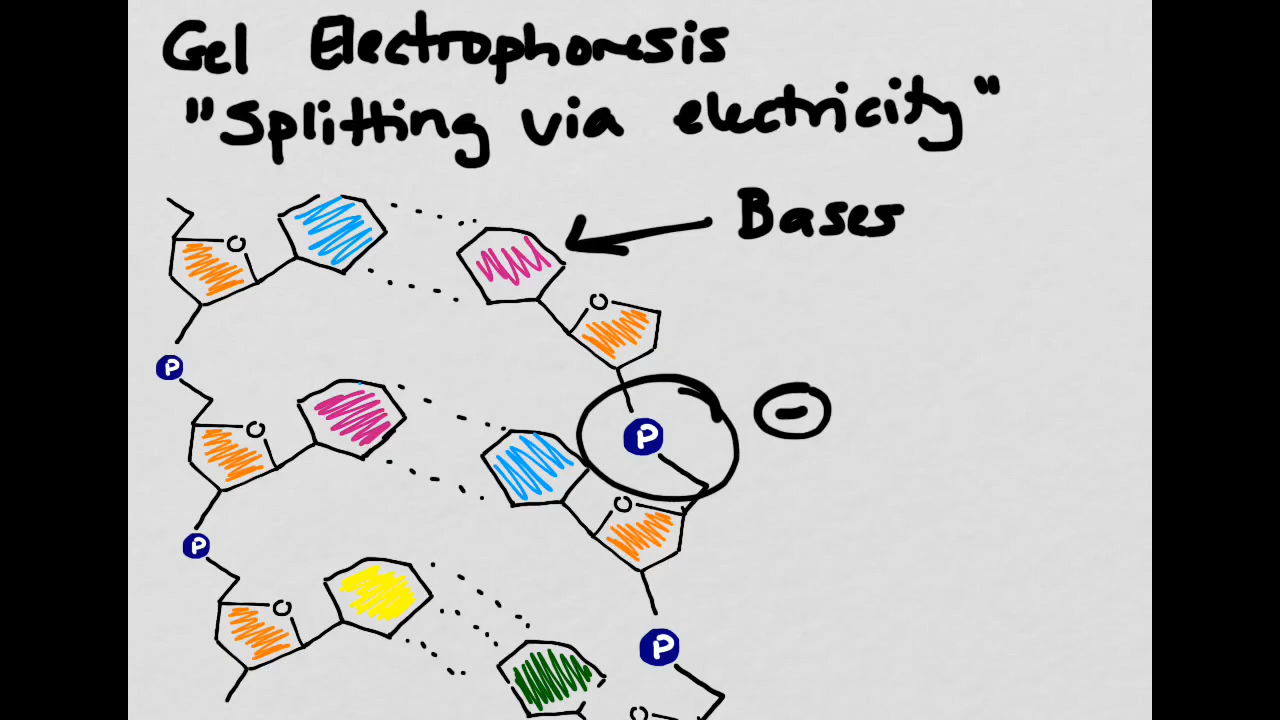 Gel Electrophoresis
"Splitting via electricity"
Bases
O
O
P
-
P
O
O
P
O
P
O